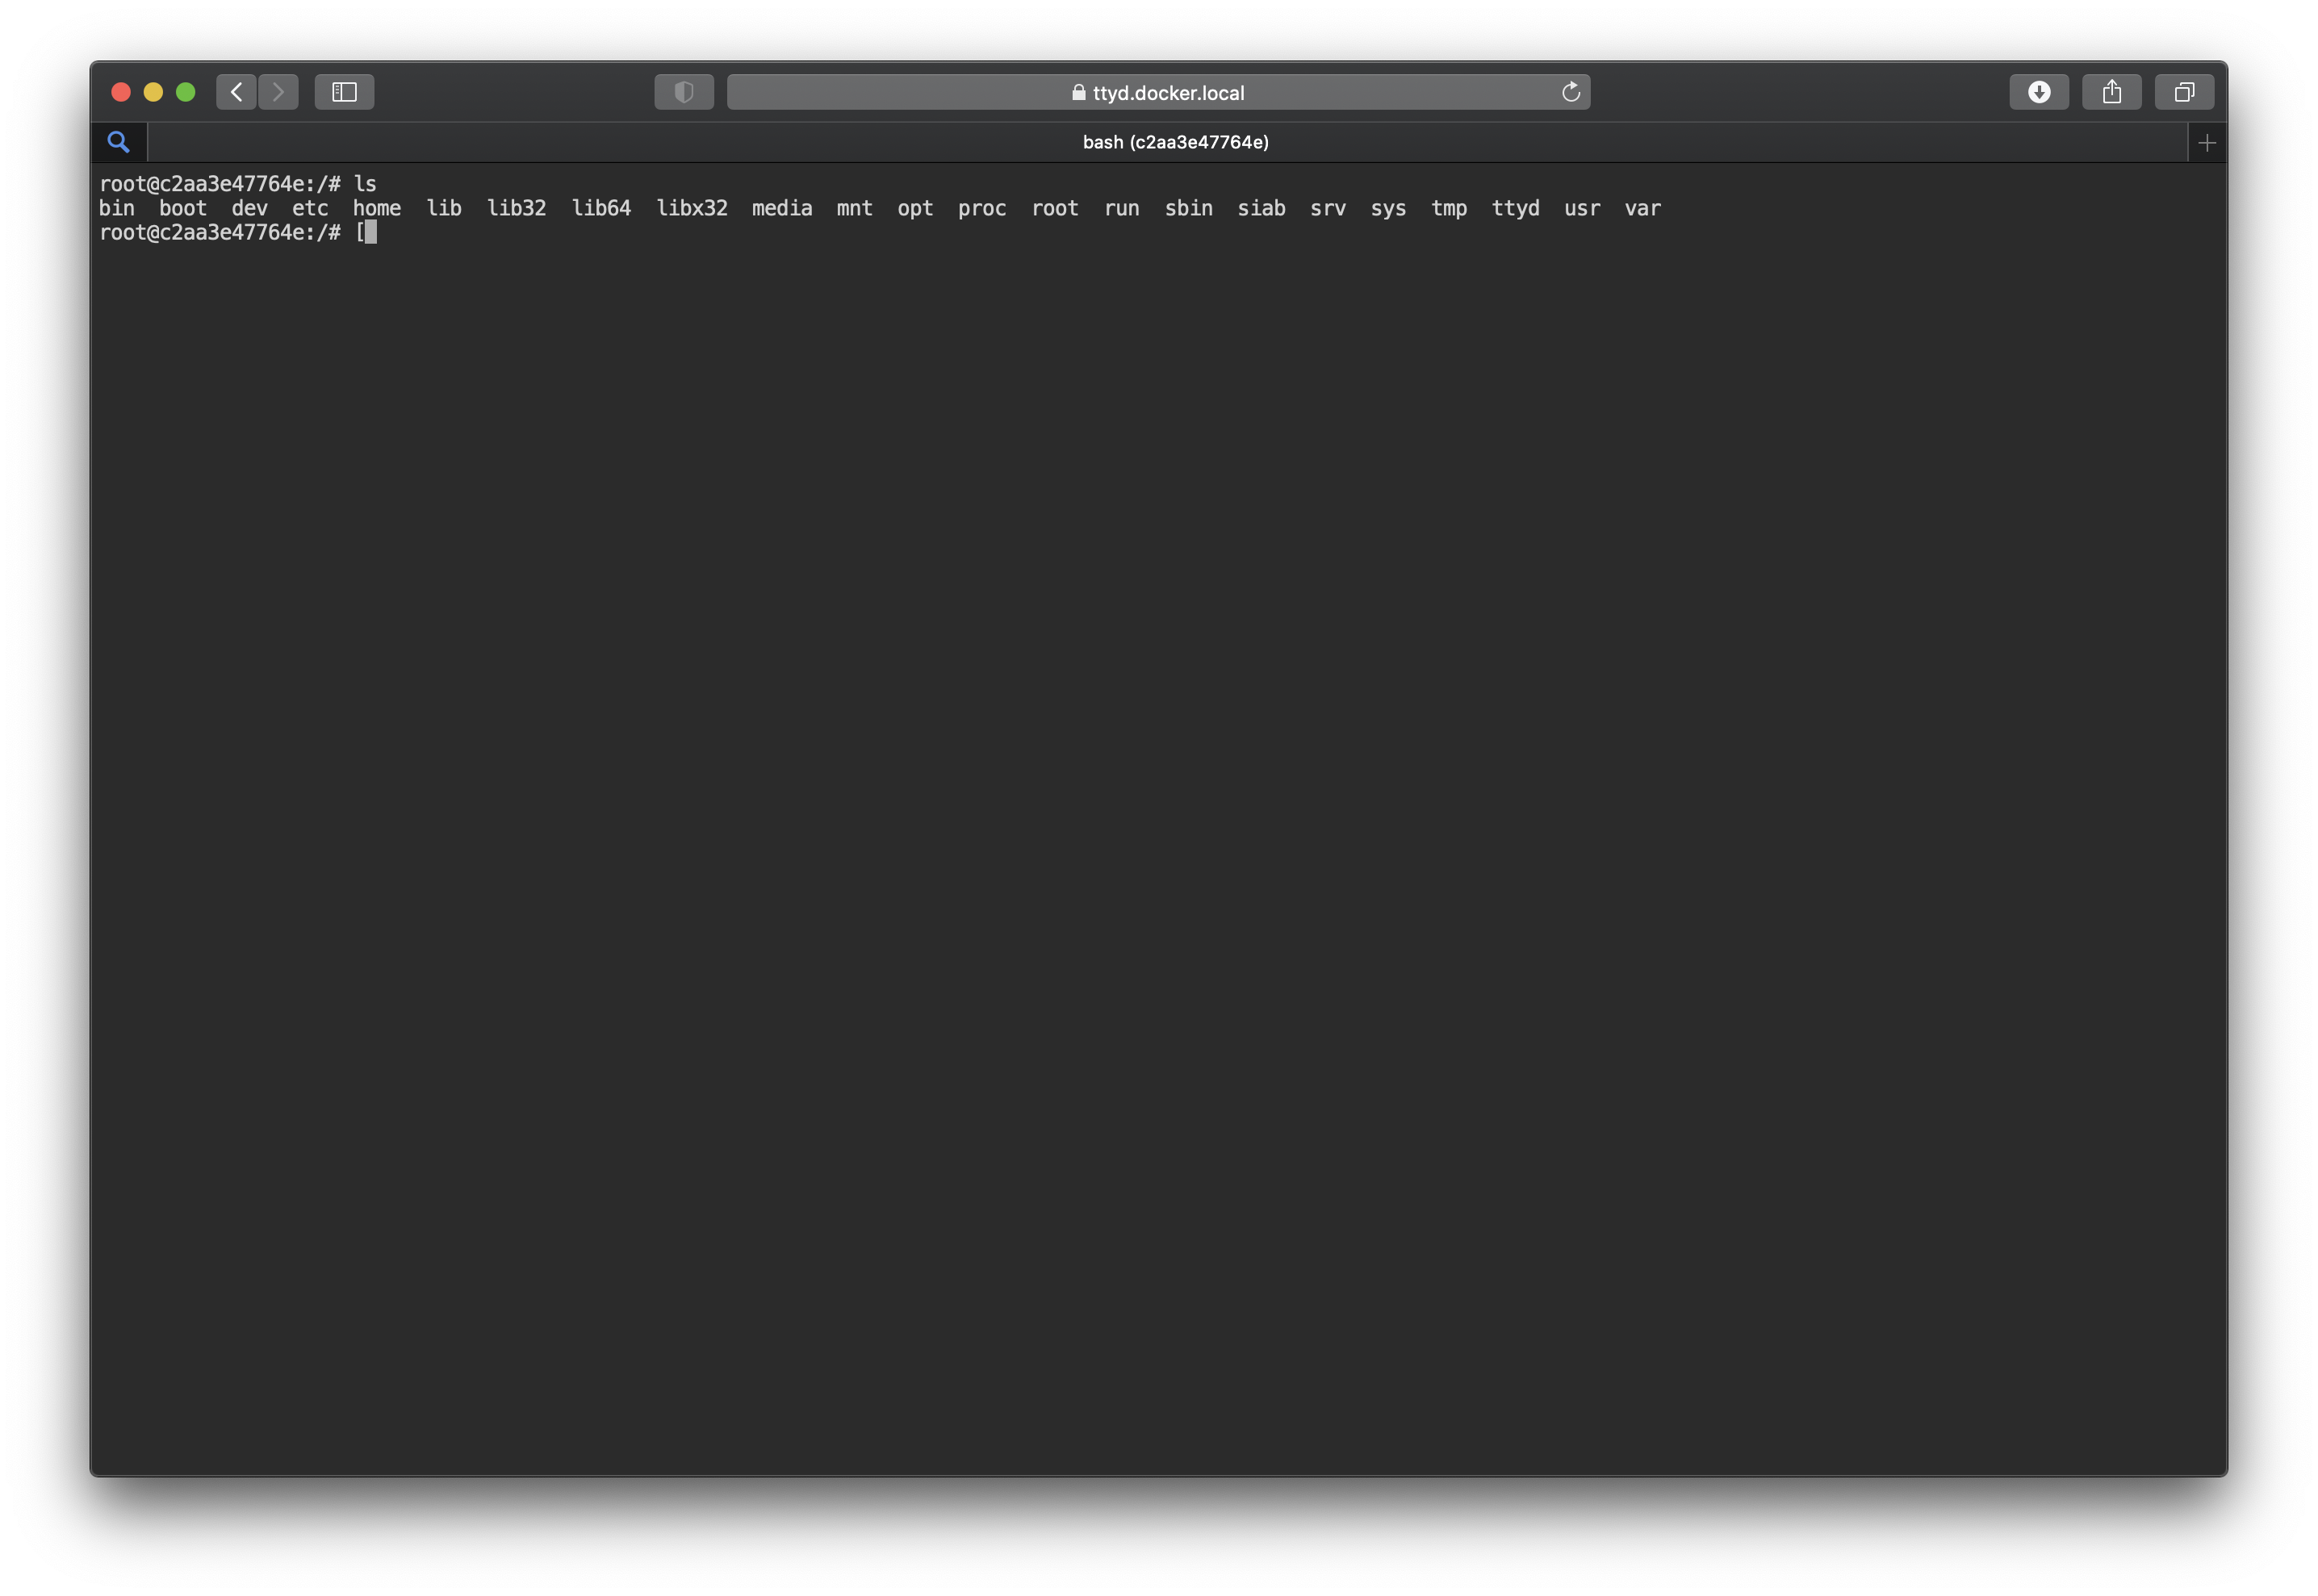 ttyd.docker.local
bash (c2aa3e47764e)
root@c2aa3e47764e:/# ls
bin  boot  dev  etc  home  lib  lib32  lib64  libx32  media  mnt  opt  proc  root  run  sbin  siab  srv  sys  tmp  ttyd  usr  var
root@c2aa3e47764e:/# [